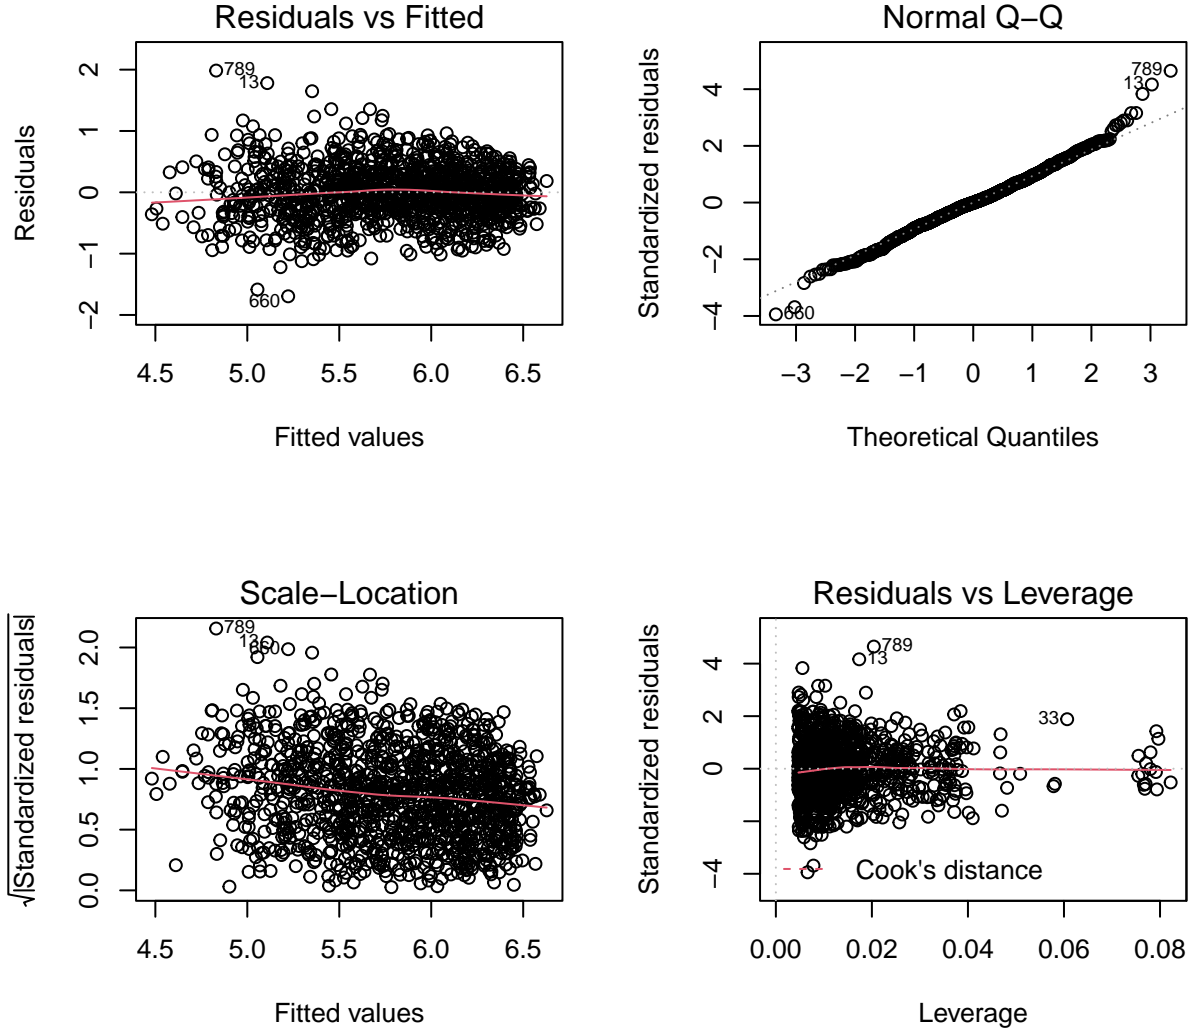 Residuals vs Fitted
Residuals
2
1
0
−1
−2
789
13
660
4.5 5.0 5.5 6.0 6.5
Fitted values
Normal Q−Q
Standardized residuals
4
2
0
−2
−4
789
13
660
−3 −2 −1 0 1 2 3
Theoretical Quantiles
Scale−Location
√|Standardized residuals|
2.0
1.5
1.0
0.5
0.0
789
13
660
4.5 5.0 5.5 6.0 6.5
Fitted values
Residuals vs Leverage
Standardized residuals
4
2
0
−4
789
13
33
Cook's distance
0.00 0.02 0.04 0.06 0.08
Leverage